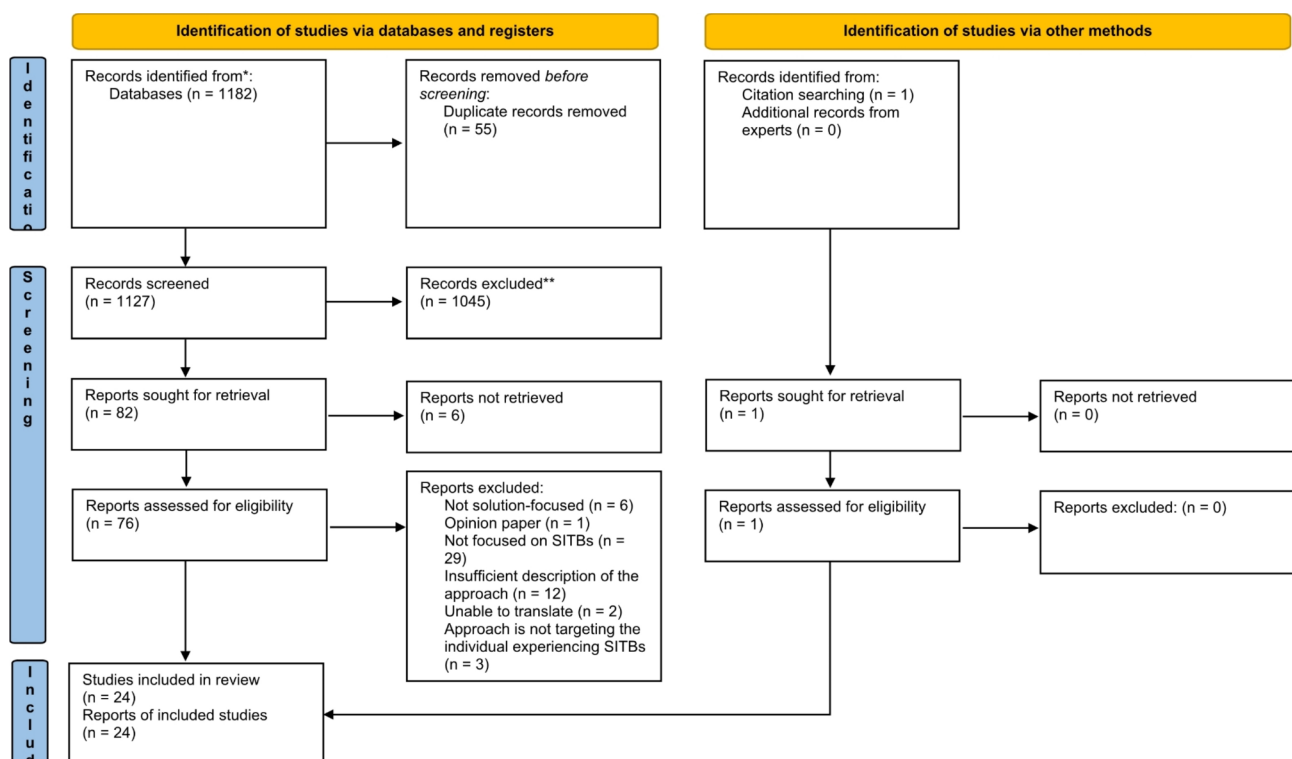 Identification of studies via databases and registers
Identification of studies via other methods
Identificatio
Records identified from*:
Databases (n = 1182)
Records removed before
screening:
Duplicate records removed
(n = 55)
Records identified from:
Citation searching (n = 1)
Additional records from
experts (n = 0)
Screening
Records screened
(n = 1127)
Records excluded**
(n = 1045)
Reports sought for retrieval
(n = 82)
Reports not retrieved
(n = 6)
Reports sought for retrieval
(n = 1)
Reports not retrieved
(n = 0)
Reports assessed for eligibility
(n = 76)
Reports excluded:
Not solution-focused (n = 6)
Opinion paper (n = 1)
Not focused on SITBs (n =
29)
Insufficient description of the
approach (n = 12)
Unable to translate (n = 2)
Approach is not targeting the
individual experiencing SITBs
(n = 3)
Reports assessed for eligibility
(n = 1)
Reports excluded: (n = 0)
Includ
Studies included in review
(n = 24)
Reports of included studies
(n = 24)